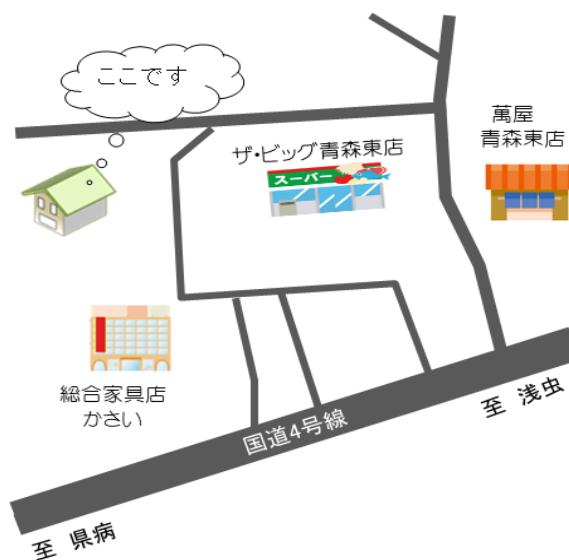 ここです
萬屋
青森東店
ザ・ビッグ青森東店
スーパー
総合家具店
かさい
国道4号線
至 浅虫
至 県病